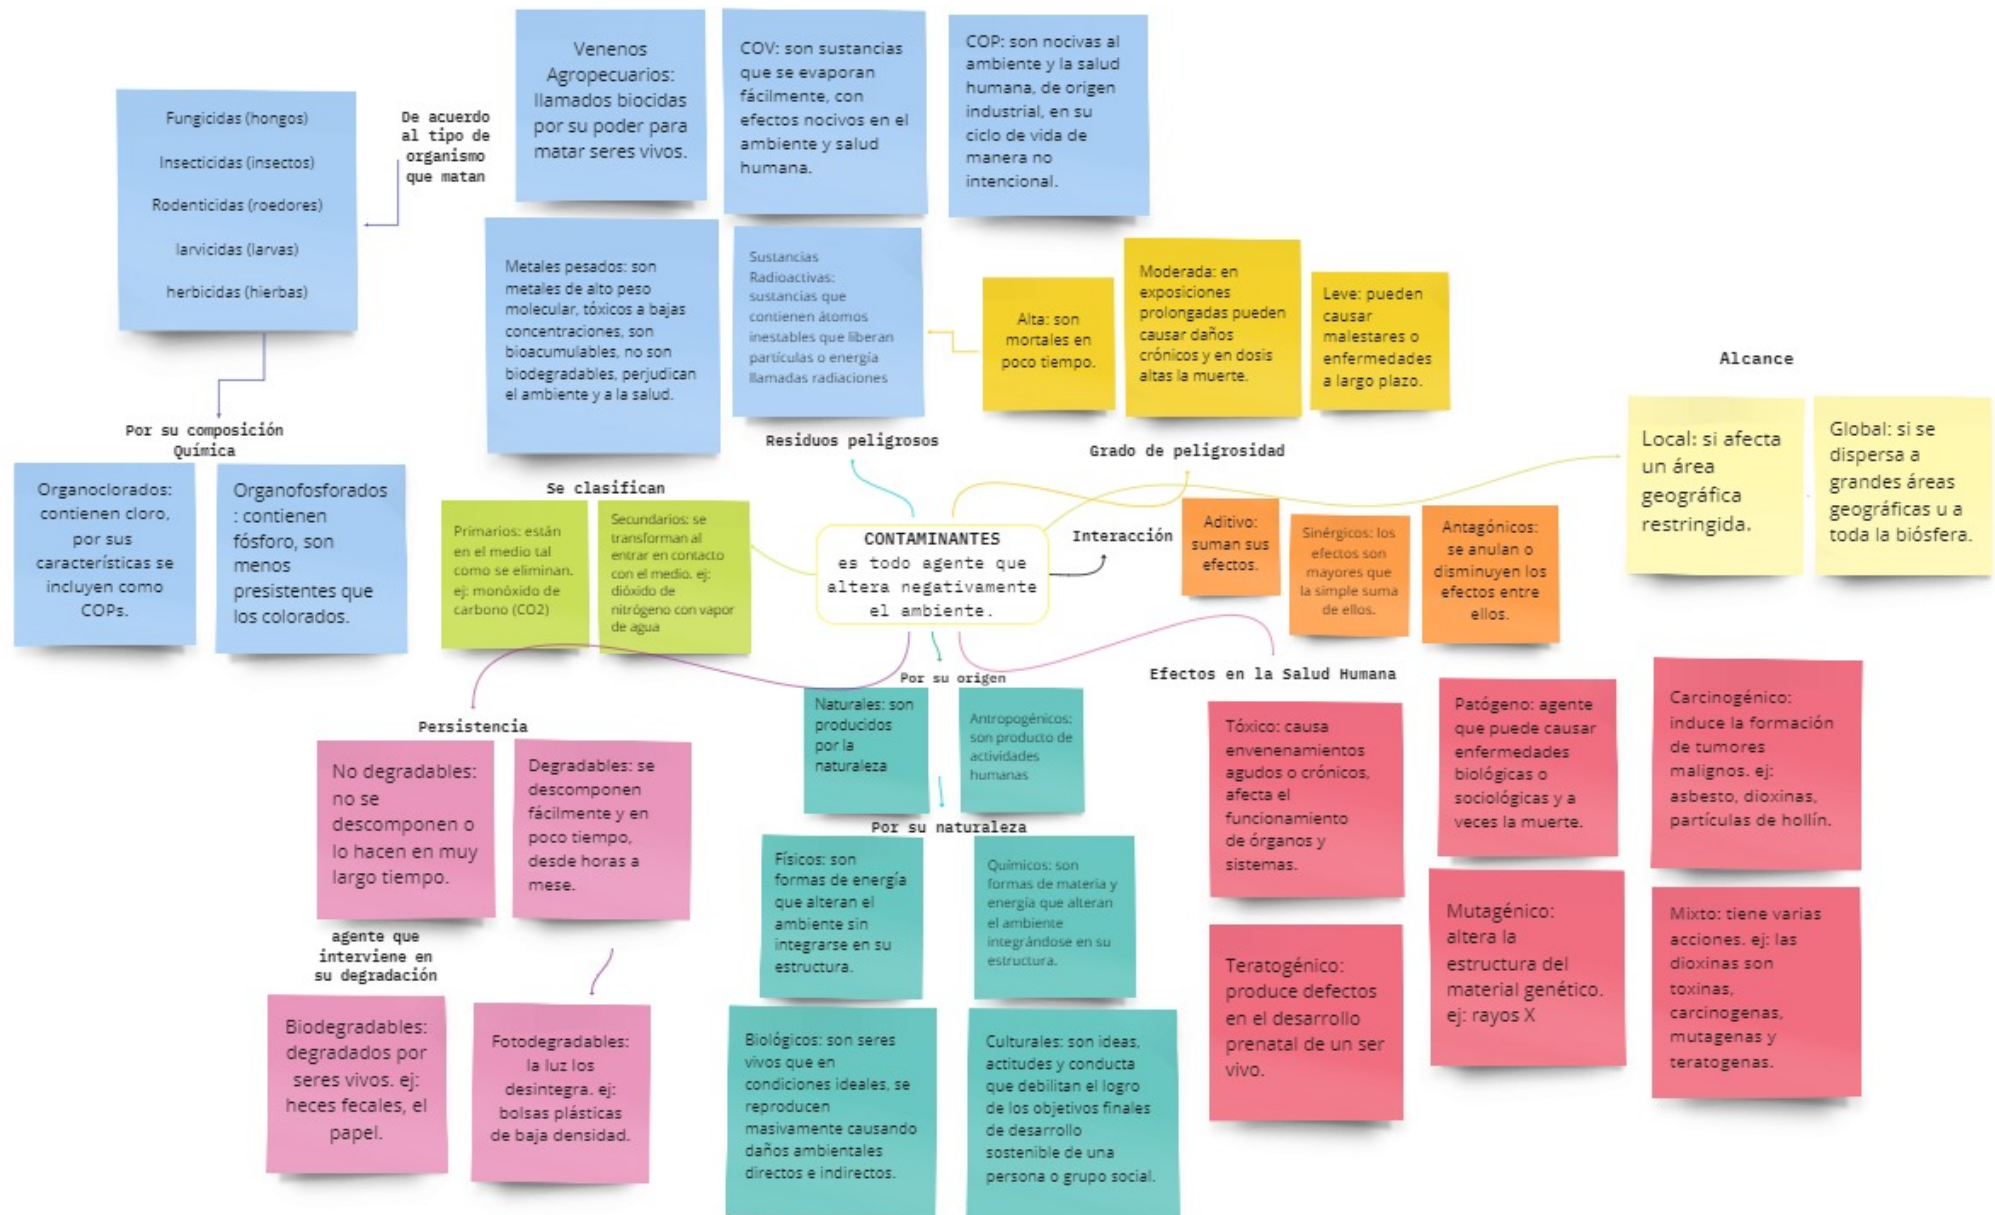 Venenos
Agropecuarios:
llamados biocidas
por su poder para
matar seres vivos.
COV: son sustancias
que se evaporan
fácilmente, con
efectos nocivos en el
ambiente y salud
humana.
COP: son nocivas al
ambiente y la salud
humana, de origen
industrial, en su
ciclo de vida de
manera no
intencional.
Fungicidas (hongos)
Insecticidas (insectos)
Rodenticidas (roedores)
larvicidas (larvas)
herbicidas (hierbas)
De acuerdo
al tipo de
organismo
que matan
Metales pesados: son
metales de alto peso
molecular, tóxicos a bajas
concentraciones, son
bioacumulables, no son
biodegradables, perjudican
el ambiente y a la salud.
Sustancias
Radioactivas:
sustancias que
contienen átomos
inestables que liberan
partículas o energía
llamadas radiaciones
Alta: son
mortales en
poco tiempo.
Moderada: en
exposiciones
prolongadas pueden
causar daños
crónicos y en dosis
altas la muerte.
Leve: pueden
causar
malestares o
enfermedades
a largo plazo.
Alcance
Local: si afecta
un área
geográfica
restringida.
Global: si se
dispersa a
grandes áreas
geográficas u a
toda la biósfera.
Por su composición
Química
Organoclorados:
contienen cloro,
por sus
características se
incluyen como
COPs.
Organofosforados
: contienen
fósforo, son
menos
presistentes que
los colorados.
Residuos peligrosos
Grado de peligrosidad
Se clasifican
Primarios: están
en el medio tal
como se eliminan.
ej: monóxido de
carbono (CO2)
Secundarios: se
transforman al
entrar en contacto
con el medio. ej:
dióxido de
nitrógeno con vapor
de agua
CONTAMINANTES
es todo agente que
altera negativamente
el ambiente.
Interacción
Aditivo:
suman sus
efectos.
Sinérgicos: los
efectos son
mayores que
la simple suma
de ellos.
Antagónicos:
se anulan o
disminuyen los
efectos entre
ellos.
Persistencia
No degradables:
no se
descomponen o
lo hacen en muy
largo tiempo.
Degradables: se
descomponen
fácilmente y en
poco tiempo,
desde horas a
mese.
agente que
interviene en
su degradación
Biodegradables:
degradados por
seres vivos. ej:
heces fecales, el
papel.
Fotodegradables:
la luz los
desintegra. ej:
bolsas plásticas
de baja densidad.
Por su origen
Naturales: son
producidos
por la
naturaleza
Antropogénicos:
son producto de
actividades
humanas
Por su naturaleza
Físicos: son
formas de energía
que alteran el
ambiente sin
integrarse en su
estructura.
Químicos: son
formas de materia y
energía que alteran
el ambiente
integrándose en su
estructura.
Biológicos: son seres
vivos que en
condiciones ideales, se
reproducen
masivamente causando
daños ambientales
directos e indirectos.
Culturales: son ideas,
actitudes y conducta
que debilitan el logro
de los objetivos finales
de desarrollo
sostenible de una
persona o grupo social.
Efectos en la Salud Humana
Tóxico: causa
envenenamientos
agudos o crónicos,
afecta el
funcionamiento
de órganos y
sistemas.
Patógeno: agente
que puede causar
enfermedades
biológicas o
sociológicas y a
veces la muerte.
Carcinogénico:
induce la formación
de tumores
malignos. ej:
asbesto, dioxinas,
partículas de hollín.
Teratogénico:
produce defectos
en el desarrollo
prenatal de un ser
vivo.
Mutagénico:
altera la
estructura del
material genético.
ej: rayos X
Mixto: tiene varias
acciones. ej: las
dioxinas son
toxinas,
carcinogenas,
mutagenas y
teratogenas.